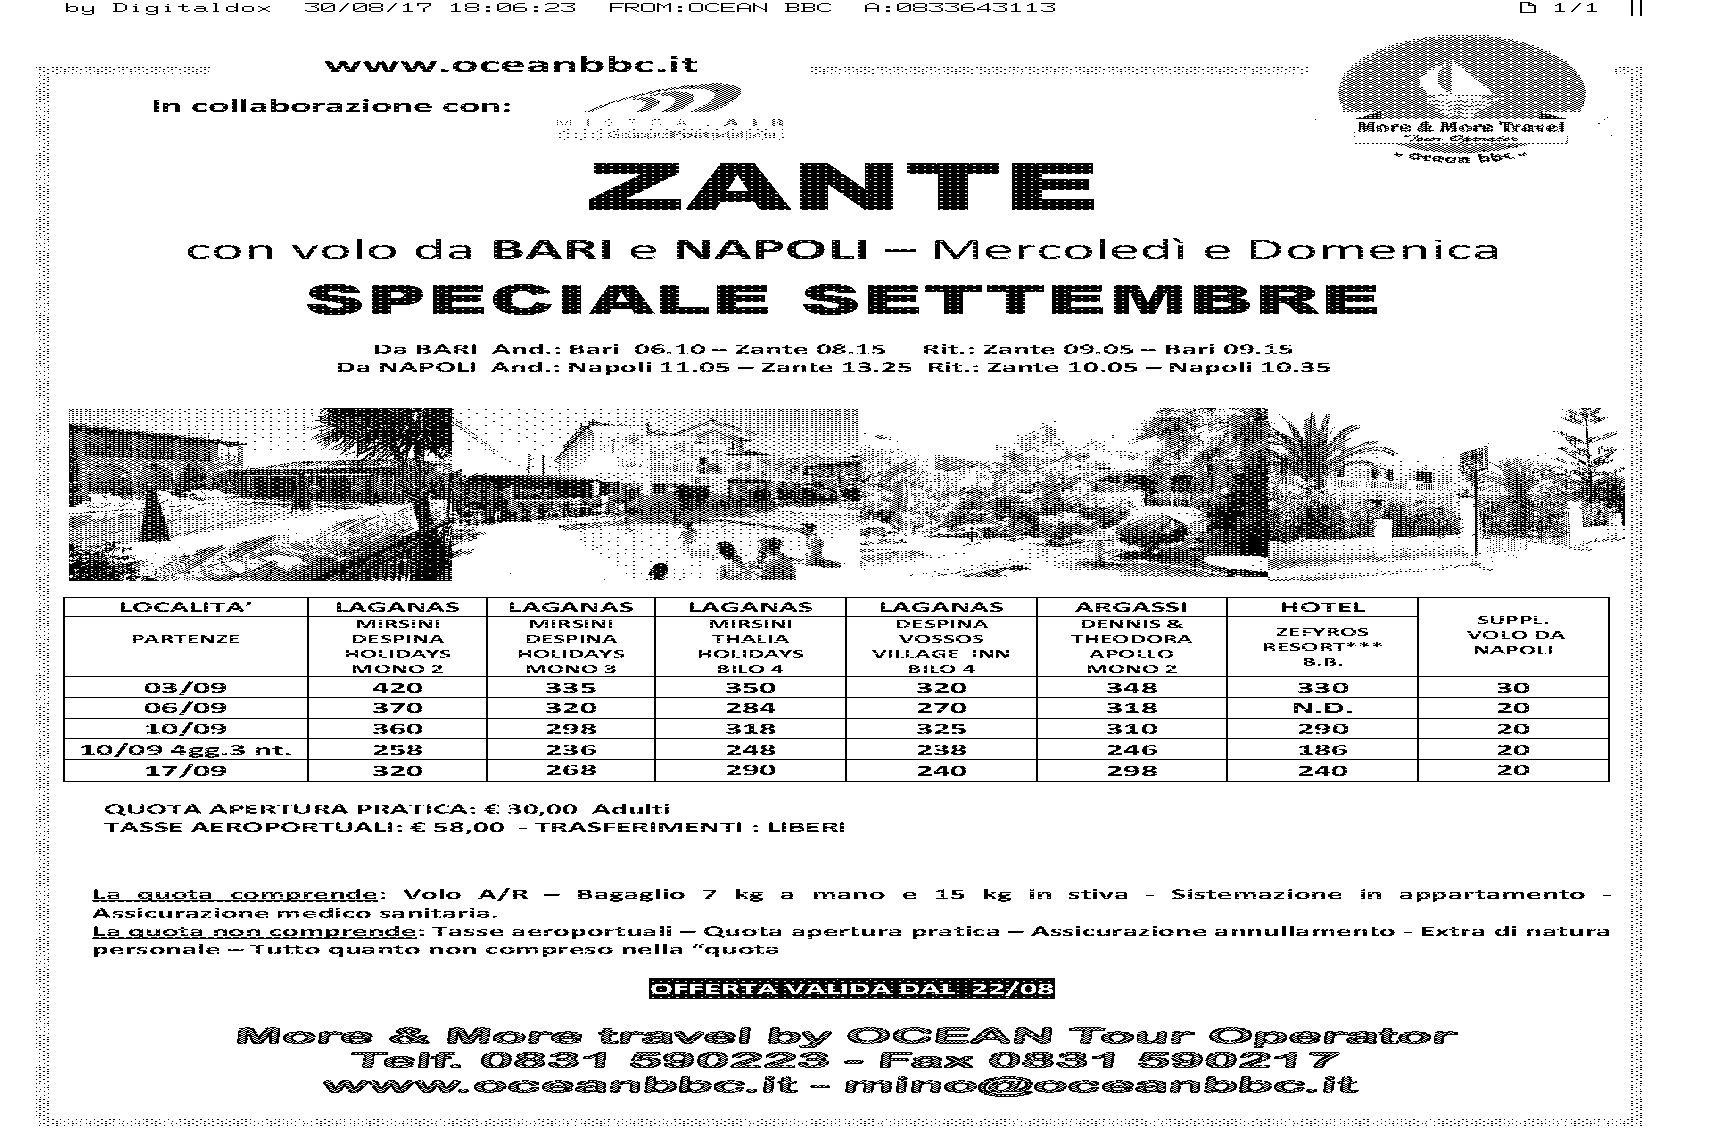 by Digitaldox 30/08/17 18:06:23 FROM:OCEAN BBC A:0833643113 1/1
www.oceanbbc.it
In collaborazione con:
More & More Travel
Tour Operator
ocean bbc
ZANTE
con volo da BARI e NAPOLI – Mercoledì e Domenica
SPECIALE SETTEMBRE
Da BARI And.: Bari 06.10 – Zante 08.15 Rit.: Zante 09.05 – Bari 09.15
Da NAPOLI And.: Napoli 11.05 – Zante 13.25 Rit.: Zante 10.05 – Napoli 10.35
LOCALITA' LAGANAS LAGANAS LAGANAS LAGANAS ARGASSI HOTEL SUPPL. VOLO DA NAPOLI
PARTENZE MIRSINI DESPINA HOLIDAYS MONO 2 MIRSINI DESPINA HOLIDAYS MONO 3 MIRSINI THALIA HOLIDAYS BILO 4 DESPINA VOSSOS VILLAGE INN BILO 4 DENNIS & THEODORA APOLLO MONO 2 ZEFYROS RESORT*** B.B.
03/09 420 335 350 320 348 330 30
06/09 370 320 284 270 318 N.D. 20
10/09 360 298 318 325 310 290 20
10/09 4gg.3 nt. 258 236 248 238 246 186 20
17/09 320 268 290 240 298 240 20
QUOTA APERTURA PRATICA: € 30,00 Adulti
TASSE AEROPORTUALI: € 58,00 - TRASFERIMENTI : LIBERI
La quota comprende: Volo A/R – Bagaglio 7 kg a mano e 15 kg in stiva - Sistemazione in appartamento -
Assicurazione medico sanitaria.
La quota non comprende: Tasse aeroportuali – Quota apertura pratica – Assicurazione annullamento - Extra di natura
personale – Tutto quanto non compreso nella "quota
OFFERTA VALIDA DAL 22/08
More & More travel by OCEAN Tour Operator
Telf. 0831 590223 - Fax 0831 590217
www.oceanbbc.it - mino@oceanbbc.it